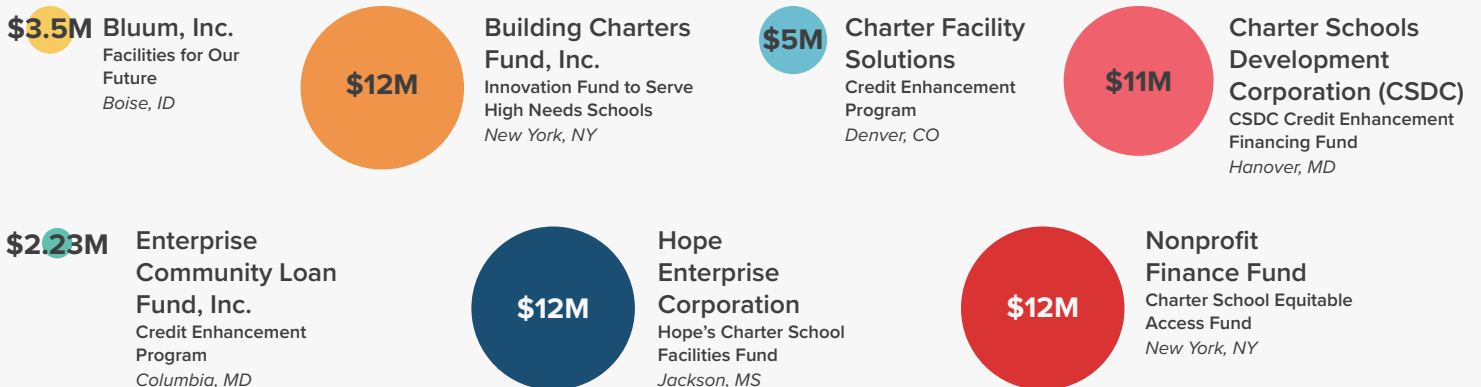 $3.5M
Bluum, Inc.
Facilities for Our
Future
Boise, ID
$12M
Building Charters
Fund, Inc.
Innovation Fund to Serve
High Needs Schools
New York, NY
$5M
Charter Facility
Solutions
Credit Enhancement
Program
Denver, CO
$11M
Charter Schools
Development
Corporation (CSDC)
CSDC Credit Enhancement
Financing Fund
Hanover, MD
$2.23M
Enterprise
Community Loan
Fund, Inc.
Credit Enhancement
Program
Columbia, MD
$12M
Hope
Enterprise
Corporation
Hope’s Charter School
Facilities Fund
Jackson, MS
$12M
Nonprofit
Finance Fund
Charter School Equitable
Access Fund
New York, NY